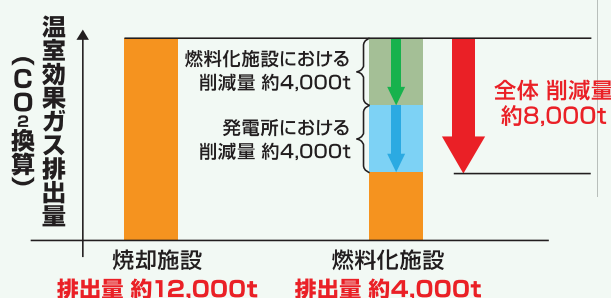 温室効果ガス排出量
(CO2換算)
燃料化施設における
削減量 約4,000t
発電所における
削減量 約4,000t
全体 削減量
約8,000t
焼却施設
排出量 約12,000t
燃料化施設
排出量 約4,000t